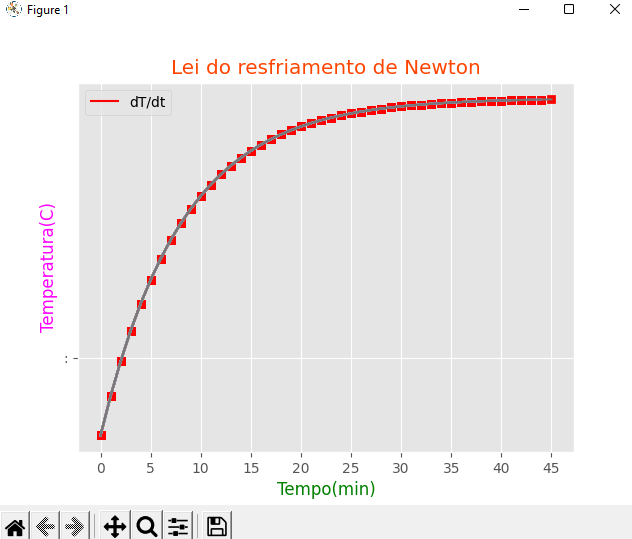 Figure 1
Lei do resfriamento de Newton
dT/dt
Temperatura(C)
:
0 5 10 15 20 25 30 35 40 45
Tempo(min)